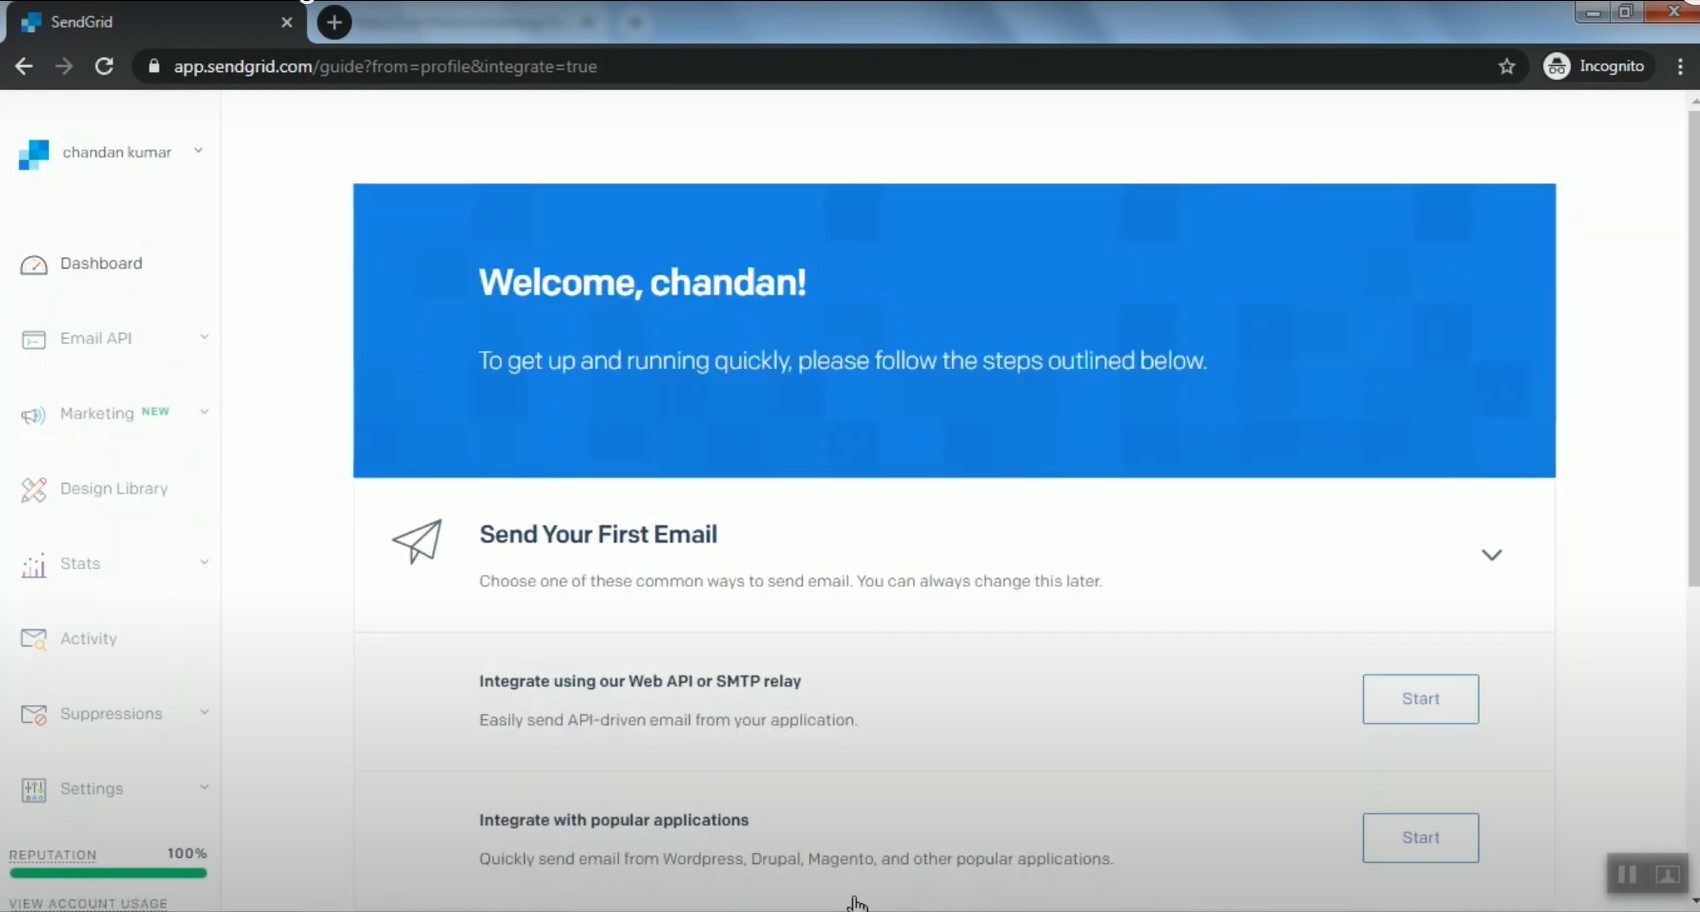 SendGrid
app.sendgrid.com/guide?from=profile&integrate=true
Incognito
chandan kumar
Dashboard
Email API
Marketing NEW
Design Library
Stats
Activity
Suppressions
Settings
REPUTATION 100%
VIEW ACCOUNT USAGE
Welcome, chandan!
To get up and running quickly, please follow the steps outlined below.
Send Your First Email
Choose one of these common ways to send email. You can always change this later.
Integrate using our Web API or SMTP relay
Easily send API-driven email from your application.
Start
Integrate with popular applications
Quickly send email from Wordpress, Drupal, Magento, and other popular applications.
Start